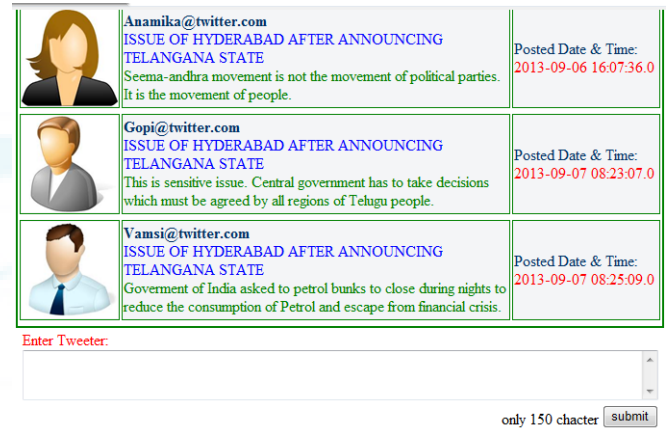 Anamika@twitter.com
ISSUE OF HYDERABAD AFTER ANNOUNCING
TELANGANA STATE
Seema-andhra movement is not the movement of political parties.
It is the movement of people.
Posted Date & Time:
2013-09-06 16:07:36.0
Gopi@twitter.com
ISSUE OF HYDERABAD AFTER ANNOUNCING
TELANGANA STATE
This is sensitive issue. Central government has to take decisions
which must be agreed by all regions of Telugu people.
Posted Date & Time:
2013-09-07 08:23:07.0
Vamsi@twitter.com
ISSUE OF HYDERABAD AFTER ANNOUNCING
TELANGANA STATE
Goverment of India asked to petrol bunks to close during nights to
reduce the consumption of Petrol and escape from financial crisis.
Posted Date & Time:
2013-09-07 08:25:09.0
Enter Tweeter:
only 150 chacter submit